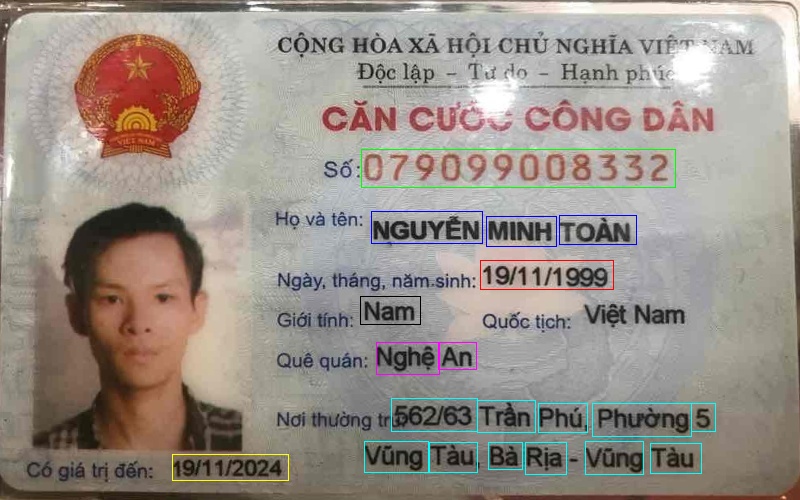 CỘNG HÒA XÃ HỘI CHỦ NGHĨA VIỆT NAM
Độc lập - Tự do - Hạnh phúc
CĂN CƯỚC CÔNG DÂN
Số: 079099008332
Họ và tên: NGUYỄN MINH TOÀN
Ngày, tháng, năm sinh: 19/11/1999
Giới tính: Nam Quốc tịch: Việt Nam
Quê quán: Nghệ An
Nơi thường trú: 562/63 Trần Phú, Phường 5
Vũng Tàu, Bà Rịa - Vũng Tàu
Có giá trị đến: 19/11/2024
VIỆT NAM